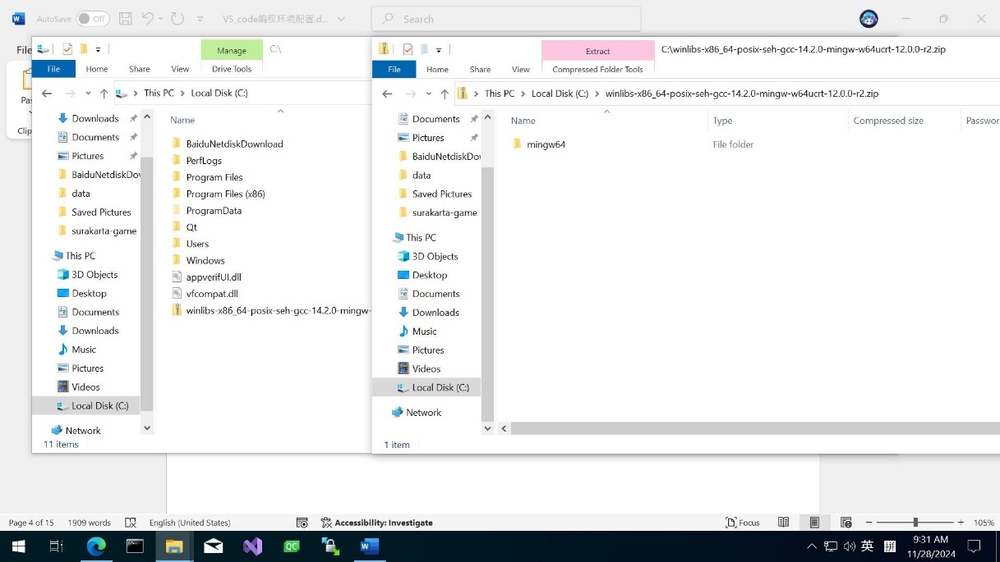 AutoSave Off VS_code编程环境配置.d... Search
File
Pas
Clip
Manage C:\
File Home Share View Drive Tools
This PC > Local Disk (C:)
Downloads
Documents
Pictures
BaiduNetdiskDov
data
Saved Pictures
surakarta-game
This PC
3D Objects
Desktop
Documents
Downloads
Music
Pictures
Videos
Local Disk (C:)
Network
11 items
Name
BaiduNetdiskDownload
PerfLogs
Program Files
Program Files (x86)
ProgramData
Qt
Users
Windows
appverifUI.dll
vfcompat.dll
winlibs-x86_64-posix-seh-gcc-14.2.0-mingw-
Extract C:\winlibs-x86_64-posix-seh-gcc-14.2.0-mingw-w64ucrt-12.0.0-r2.zip
File Home Share View Compressed Folder Tools
This PC > Local Disk (C:) > winlibs-x86_64-posix-seh-gcc-14.2.0-mingw-w64ucrt-12.0.0-r2.zip
Documents
Pictures
BaiduNetdiskDov
data
Saved Pictures
surakarta-game
This PC
3D Objects
Desktop
Documents
Downloads
Music
Pictures
Videos
Local Disk (C:)
Network
1 item
Name Type Compressed size Passwor
mingw64 File folder
Page 4 of 15 1909 words English (United States) Accessibility: Investigate Focus 105%
英 拼 9:31 AM
11/28/2024